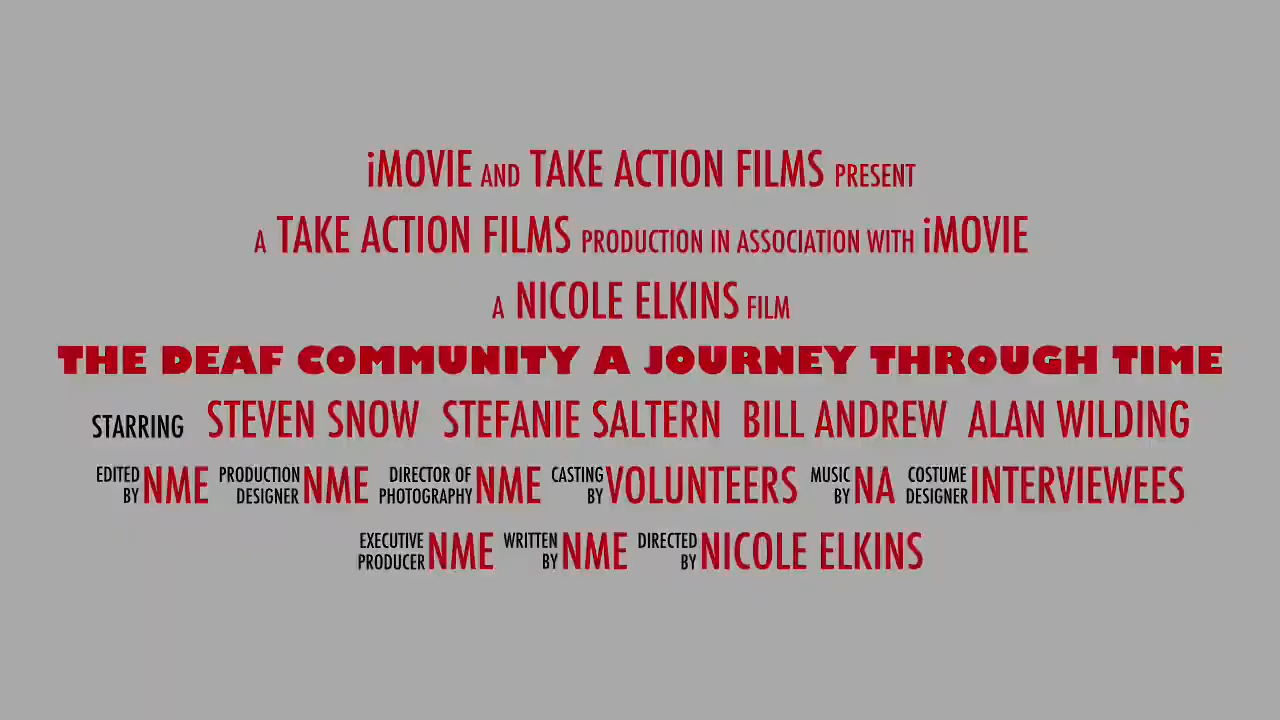 iMOVIE AND TAKE ACTION FILMS PRESENT
A TAKE ACTION FILMS PRODUCTION IN ASSOCIATION WITH iMOVIE
A NICOLE ELKINS FILM
THE DEAF COMMUNITY A JOURNEY THROUGH TIME
STARRING STEVEN SNOW STEFANIE SALTERN BILL ANDREW ALAN WILDING
EDITED BY NME PRODUCTION DESIGNER NME DIRECTOR OF PHOTOGRAPHY NME CASTING BY VOLUNTEERS MUSIC BY NA COSTUME DESIGNER INTERVIEWEES
EXECUTIVE PRODUCER NME WRITTEN BY NME DIRECTED BY NICOLE ELKINS